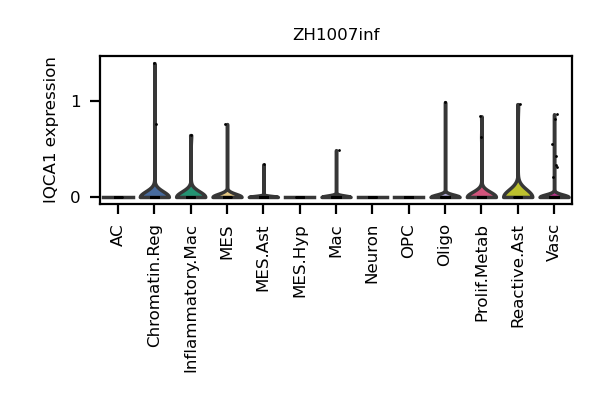 ZH1007inf
IQCA1 expression
1
0
AC
Chromatin.Reg
Inflammatory.Mac
MES
MES.Ast
MES.Hyp
Mac
Neuron
OPC
Oligo
Prolif.Metab
Reactive.Ast
Vasc